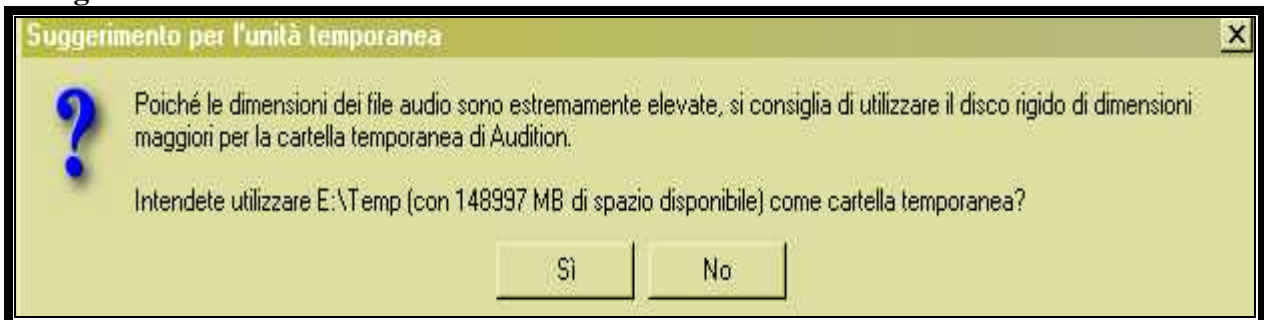 Suggerimento per l'unità temporanea
Poiché le dimensioni dei file audio sono estremamente elevate, si consiglia di utilizzare il disco rigido di dimensioni
maggiori per la cartella temporanea di Audition.
Intendete utilizzare E:\Temp (con 148997 MB di spazio disponibile) come cartella temporanea?
Sì No